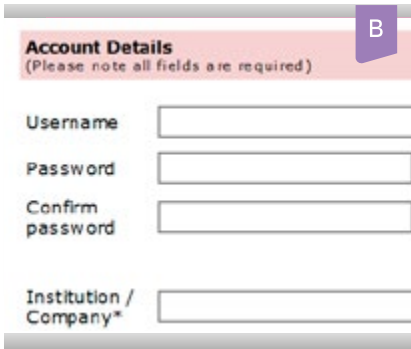 B
Account Details
(Please note all fields are required)
Username
Password
Confirm
password
Institution /
Company*